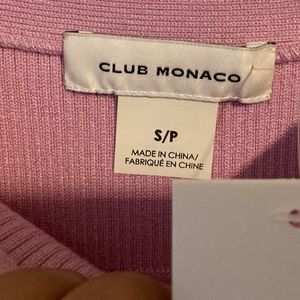 CLUB MONACO
S/P
MADE IN CHINA/
FABRIQUÉ EN CHINE